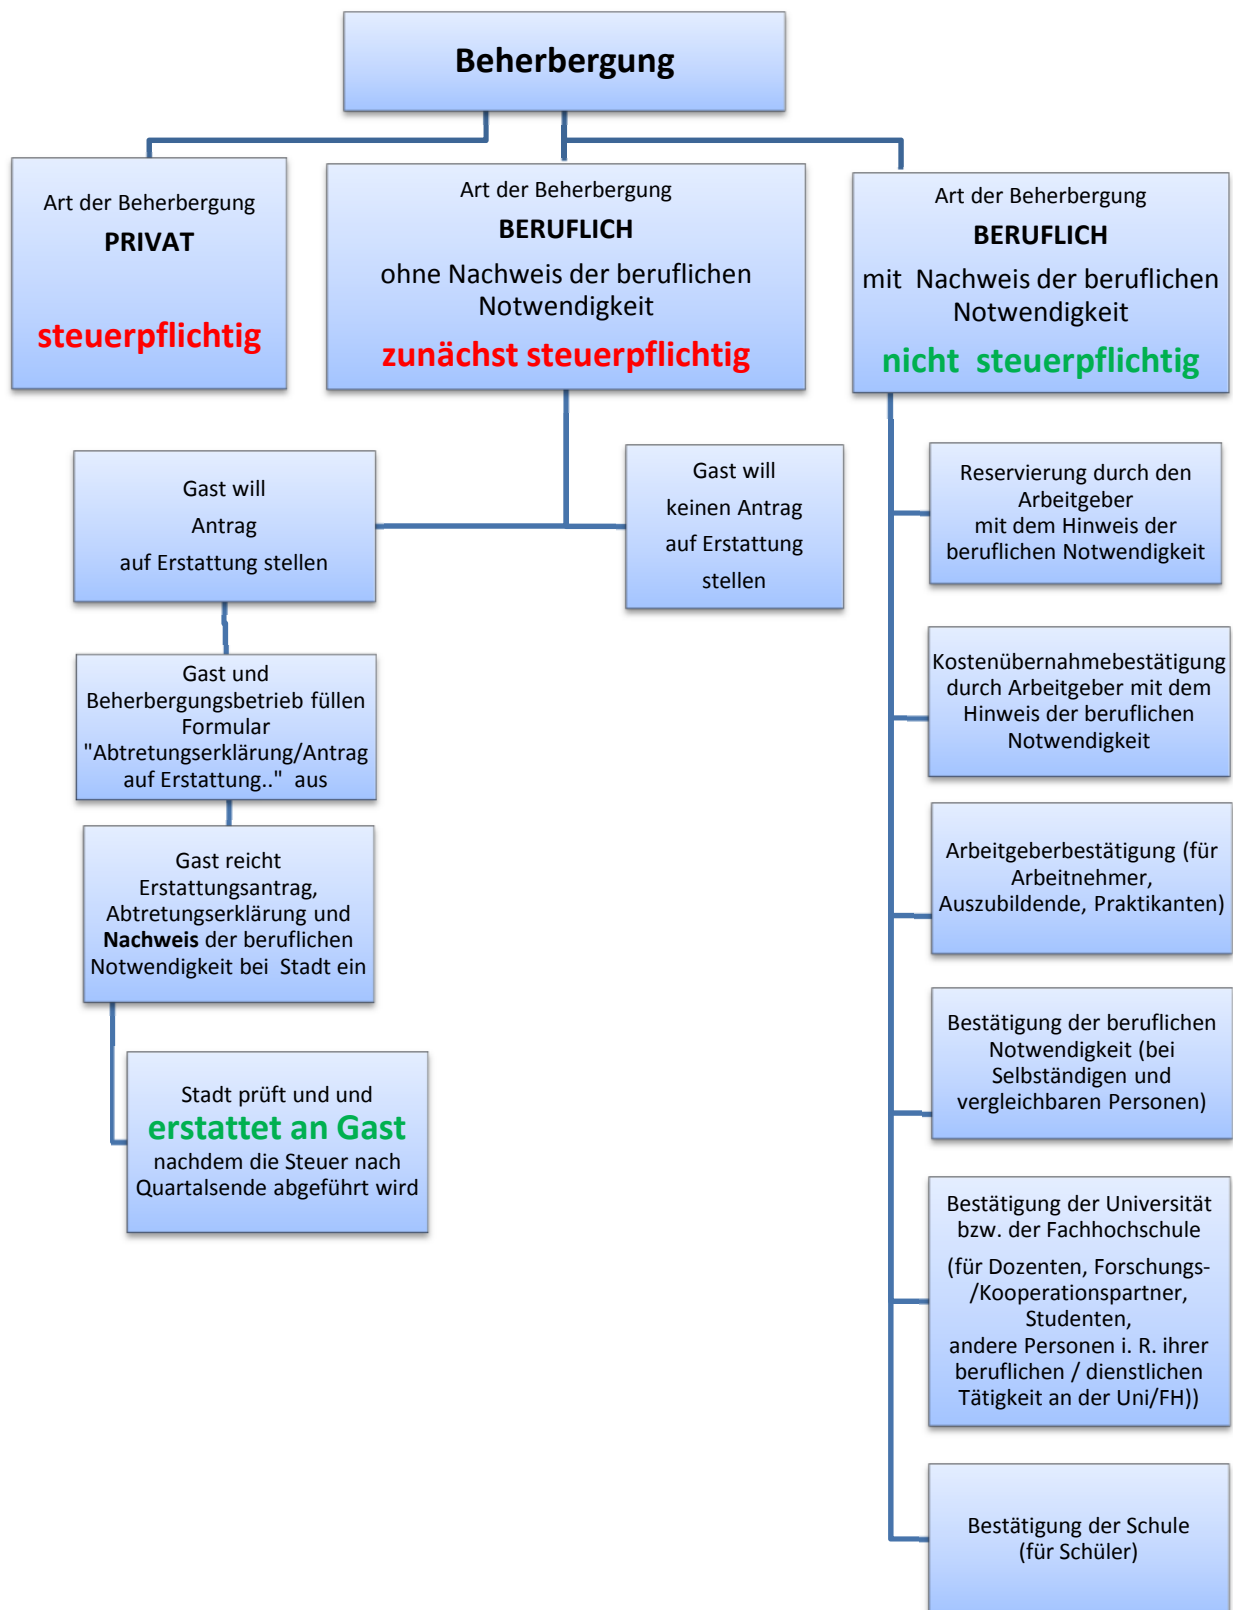 Beherbergung
Art der Beherbergung
PRIVAT
steuerpflichtig
Art der Beherbergung
BERUFLICH
ohne Nachweis der beruflichen
Notwendigkeit
zunächst steuerpflichtig
Art der Beherbergung
BERUFLICH
mit Nachweis der beruflichen
Notwendigkeit
nicht steuerpflichtig
Gast will
Antrag
auf Erstattung stellen
Gast will
keinen Antrag
auf Erstattung
stellen
Gast und
Beherbergungsbetrieb füllen
Formular
"Abtretungserklärung/Antrag
auf Erstattung.." aus
Gast reicht
Erstattungsantrag,
Abtretungserklärung und
Nachweis der beruflichen
Notwendigkeit bei Stadt ein
Stadt prüft und und
erstattet an Gast
nachdem die Steuer nach
Quartalsende abgeführt wird
Reservierung durch den
Arbeitgeber
mit dem Hinweis der
beruflichen Notwendigkeit
Kostenübernahmebestätigung
durch Arbeitgeber mit dem
Hinweis der beruflichen
Notwendigkeit
Arbeitgeberbestätigung (für
Arbeitnehmer,
Auszubildende, Praktikanten)
Bestätigung der beruflichen
Notwendigkeit (bei
Selbständigen und
vergleichbaren Personen)
Bestätigung der Universität
bzw. der Fachhochschule
(für Dozenten, Forschungs-
/Kooperationspartner,
Studenten,
andere Personen i. R. ihrer
beruflichen / dienstlichen
Tätigkeit an der Uni/FH))
Bestätigung der Schule
(für Schüler)